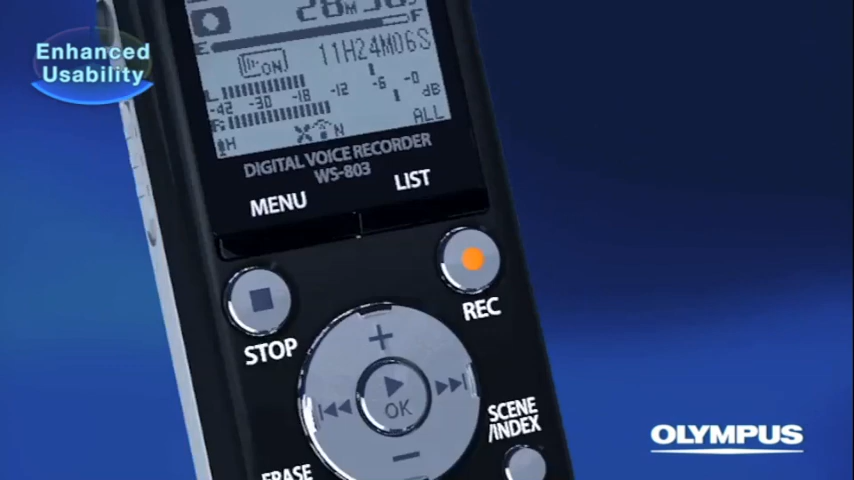 Enhanced
Usability
E F
11H24M06S
ON
L
-42 -30 -18 -12 -6 -0
dB
R
H N ALL
DIGITAL VOICE RECORDER
WS-803
MENU LIST
STOP REC
OK
SCENE
/INDEX
ERASE
OLYMPUS